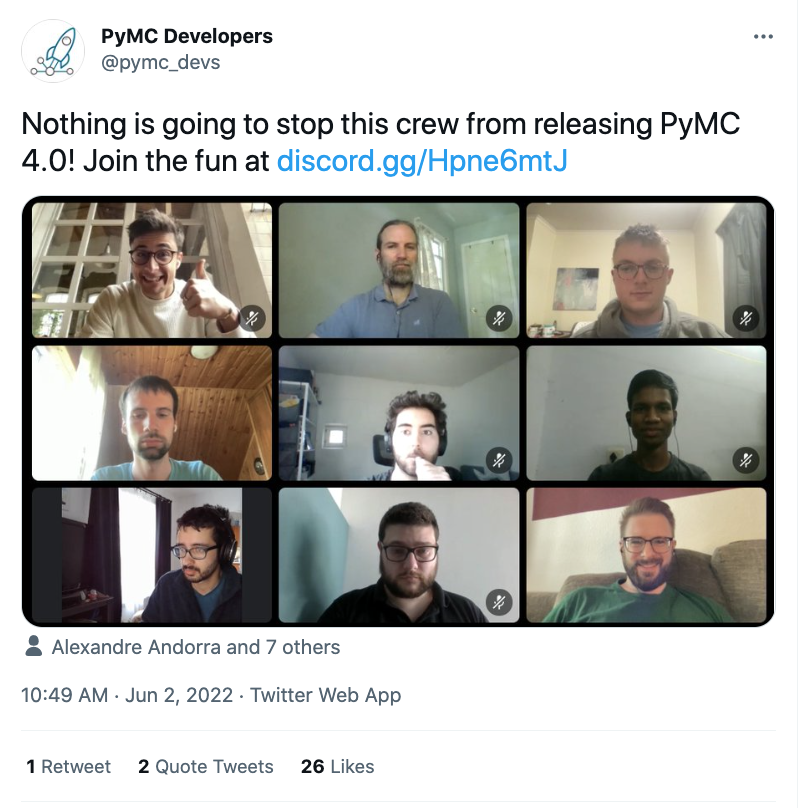 PyMC Developers
@pymc_devs
Nothing is going to stop this crew from releasing PyMC
4.0! Join the fun at discord.gg/Hpne6mtJ
Alexandre Andorra and 7 others
10:49 AM · Jun 2, 2022 · Twitter Web App
1 Retweet 2 Quote Tweets 26 Likes